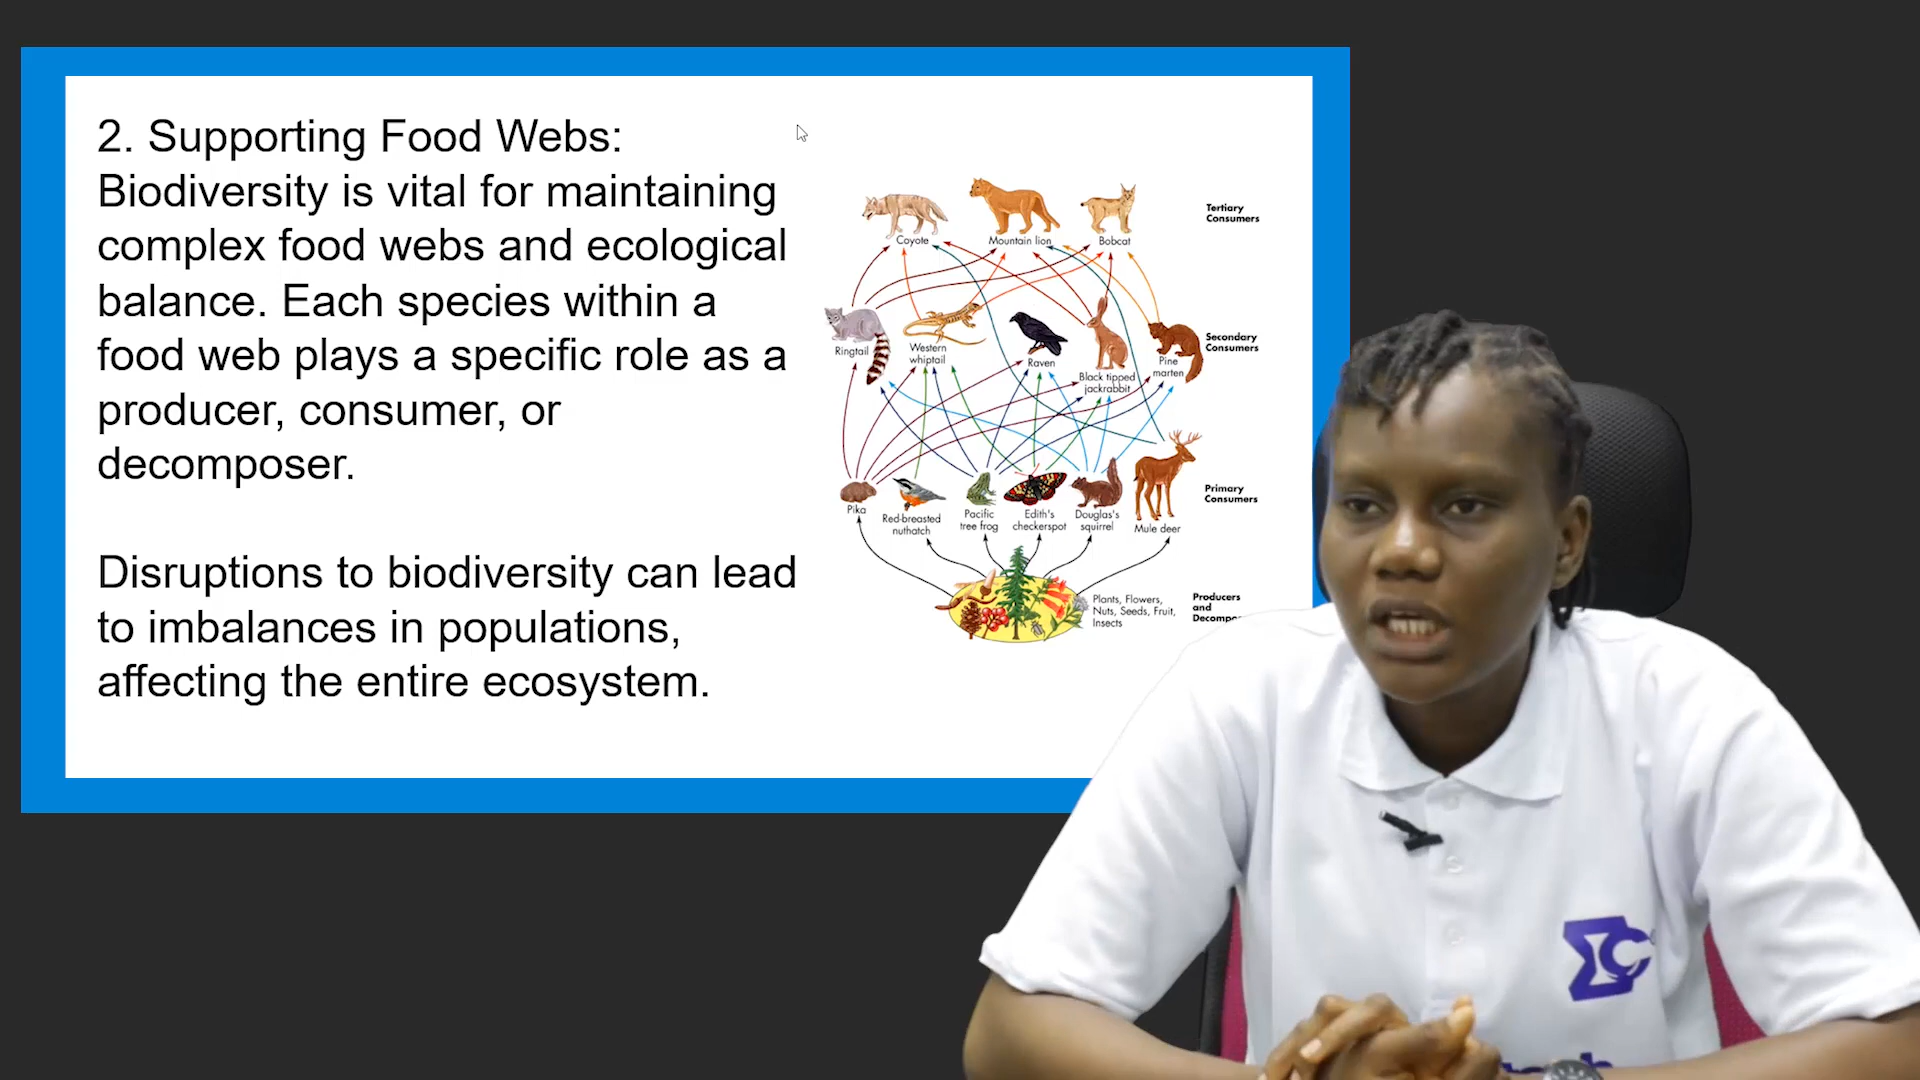 2. Supporting Food Webs:
Biodiversity is vital for maintaining
complex food webs and ecological
balance. Each species within a
food web plays a specific role as a
producer, consumer, or
decomposer.
Disruptions to biodiversity can lead
to imbalances in populations,
affecting the entire ecosystem.
Coyote
Mountain lion
Bobcat
Tertiary
Consumers
Ringtail
Western
whiptail
Raven
Black tipped
jackrabbit
Pine
marten
Secondary
Consumers
Pika
Red-breasted
nuthatch
Pacific
tree frog
Edith's
checkerspot
Douglas's
squirrel
Mule deer
Primary
Consumers
Plants, Flowers,
Nuts, Seeds, Fruit,
Insects
Producers
and